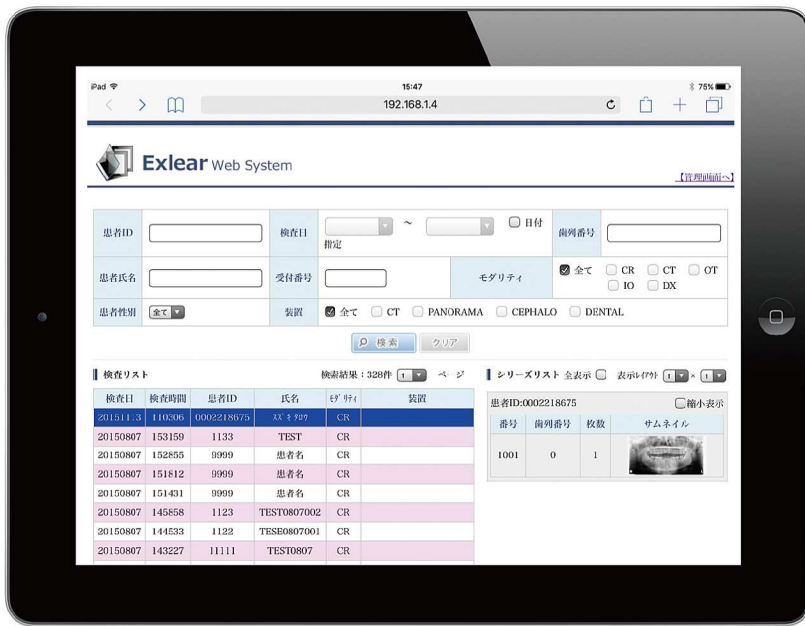 iPad 15:47 75%
192.168.1.4
Exlear Web System
【管理画面へ】
患者ID 検査日 ～ 日付指定 歯列番号
患者氏名 受付番号 モダリティ 全て CR CT OT
IO DX
患者性別 全て 装置 全て CT PANORAMA CEPHALO DENTAL
検索 クリア
検査リスト 検索結果：328件 1 ページ
検査日 検査時間 患者ID 氏名 ﾓﾀﾞﾘﾃｨ 装置
20151113 110306 0002218675 CR
20150807 153159 1133 TEST CR
20150807 152855 9999 患者名 CR
20150807 151812 9999 患者名 CR
20150807 151431 9999 患者名 CR
20150807 145858 1123 TEST0807002 CR
20150807 144533 1122 TESE0807001 CR
20150807 143227 11111 TEST0807 CR
シリーズリスト 全表示 表示ﾚｲｱｳﾄ 1 × 1
患者ID:0002218675 縮小表示
番号 歯列番号 枚数 サムネイル
1001 0 1